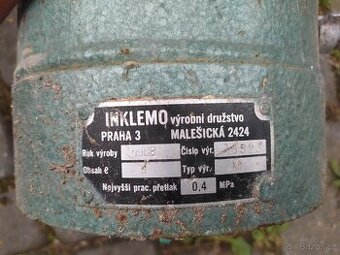 INKLEMO výrobní družstvo
PRAHA 3 MALEŠICKÁ 2424
Rok výroby Číslo výr.
Obsah ℓ Typ výr.
Nejvyšší prac. přetlak 0,4 MPa